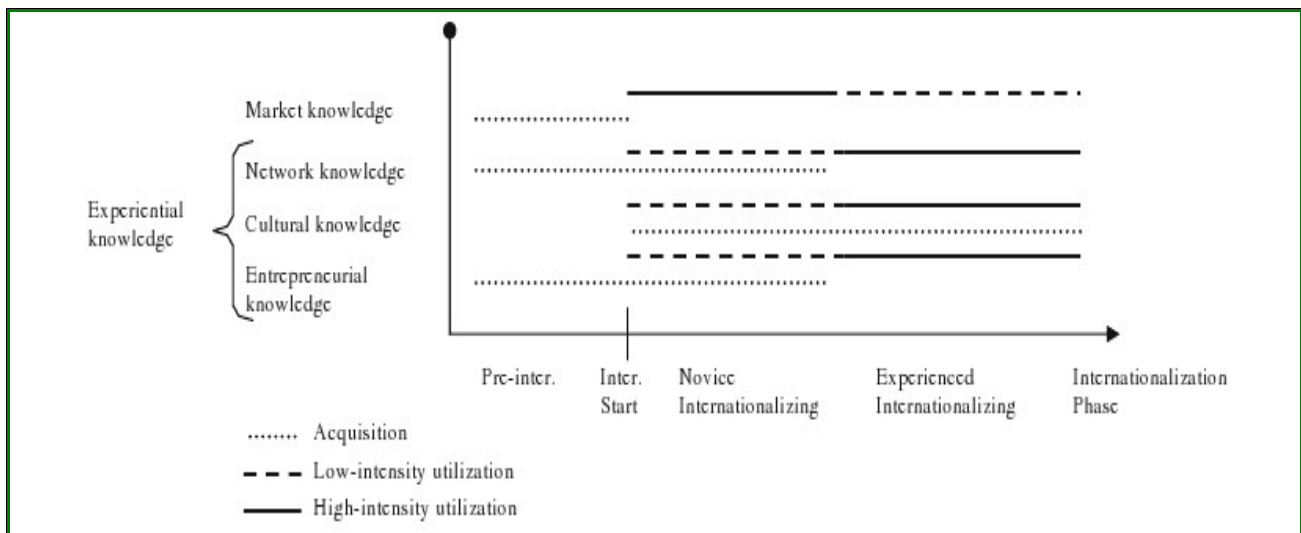 Market knowledge
Network knowledge
Experiential
knowledge
Cultural knowledge
Entrepreneurial
knowledge
Pre-inter.
Inter.
Start
Novice
Internationalizing
Experienced
Internationalizing
Internationalization
Phase
Acquisition
Low-intensity utilization
High-intensity utilization